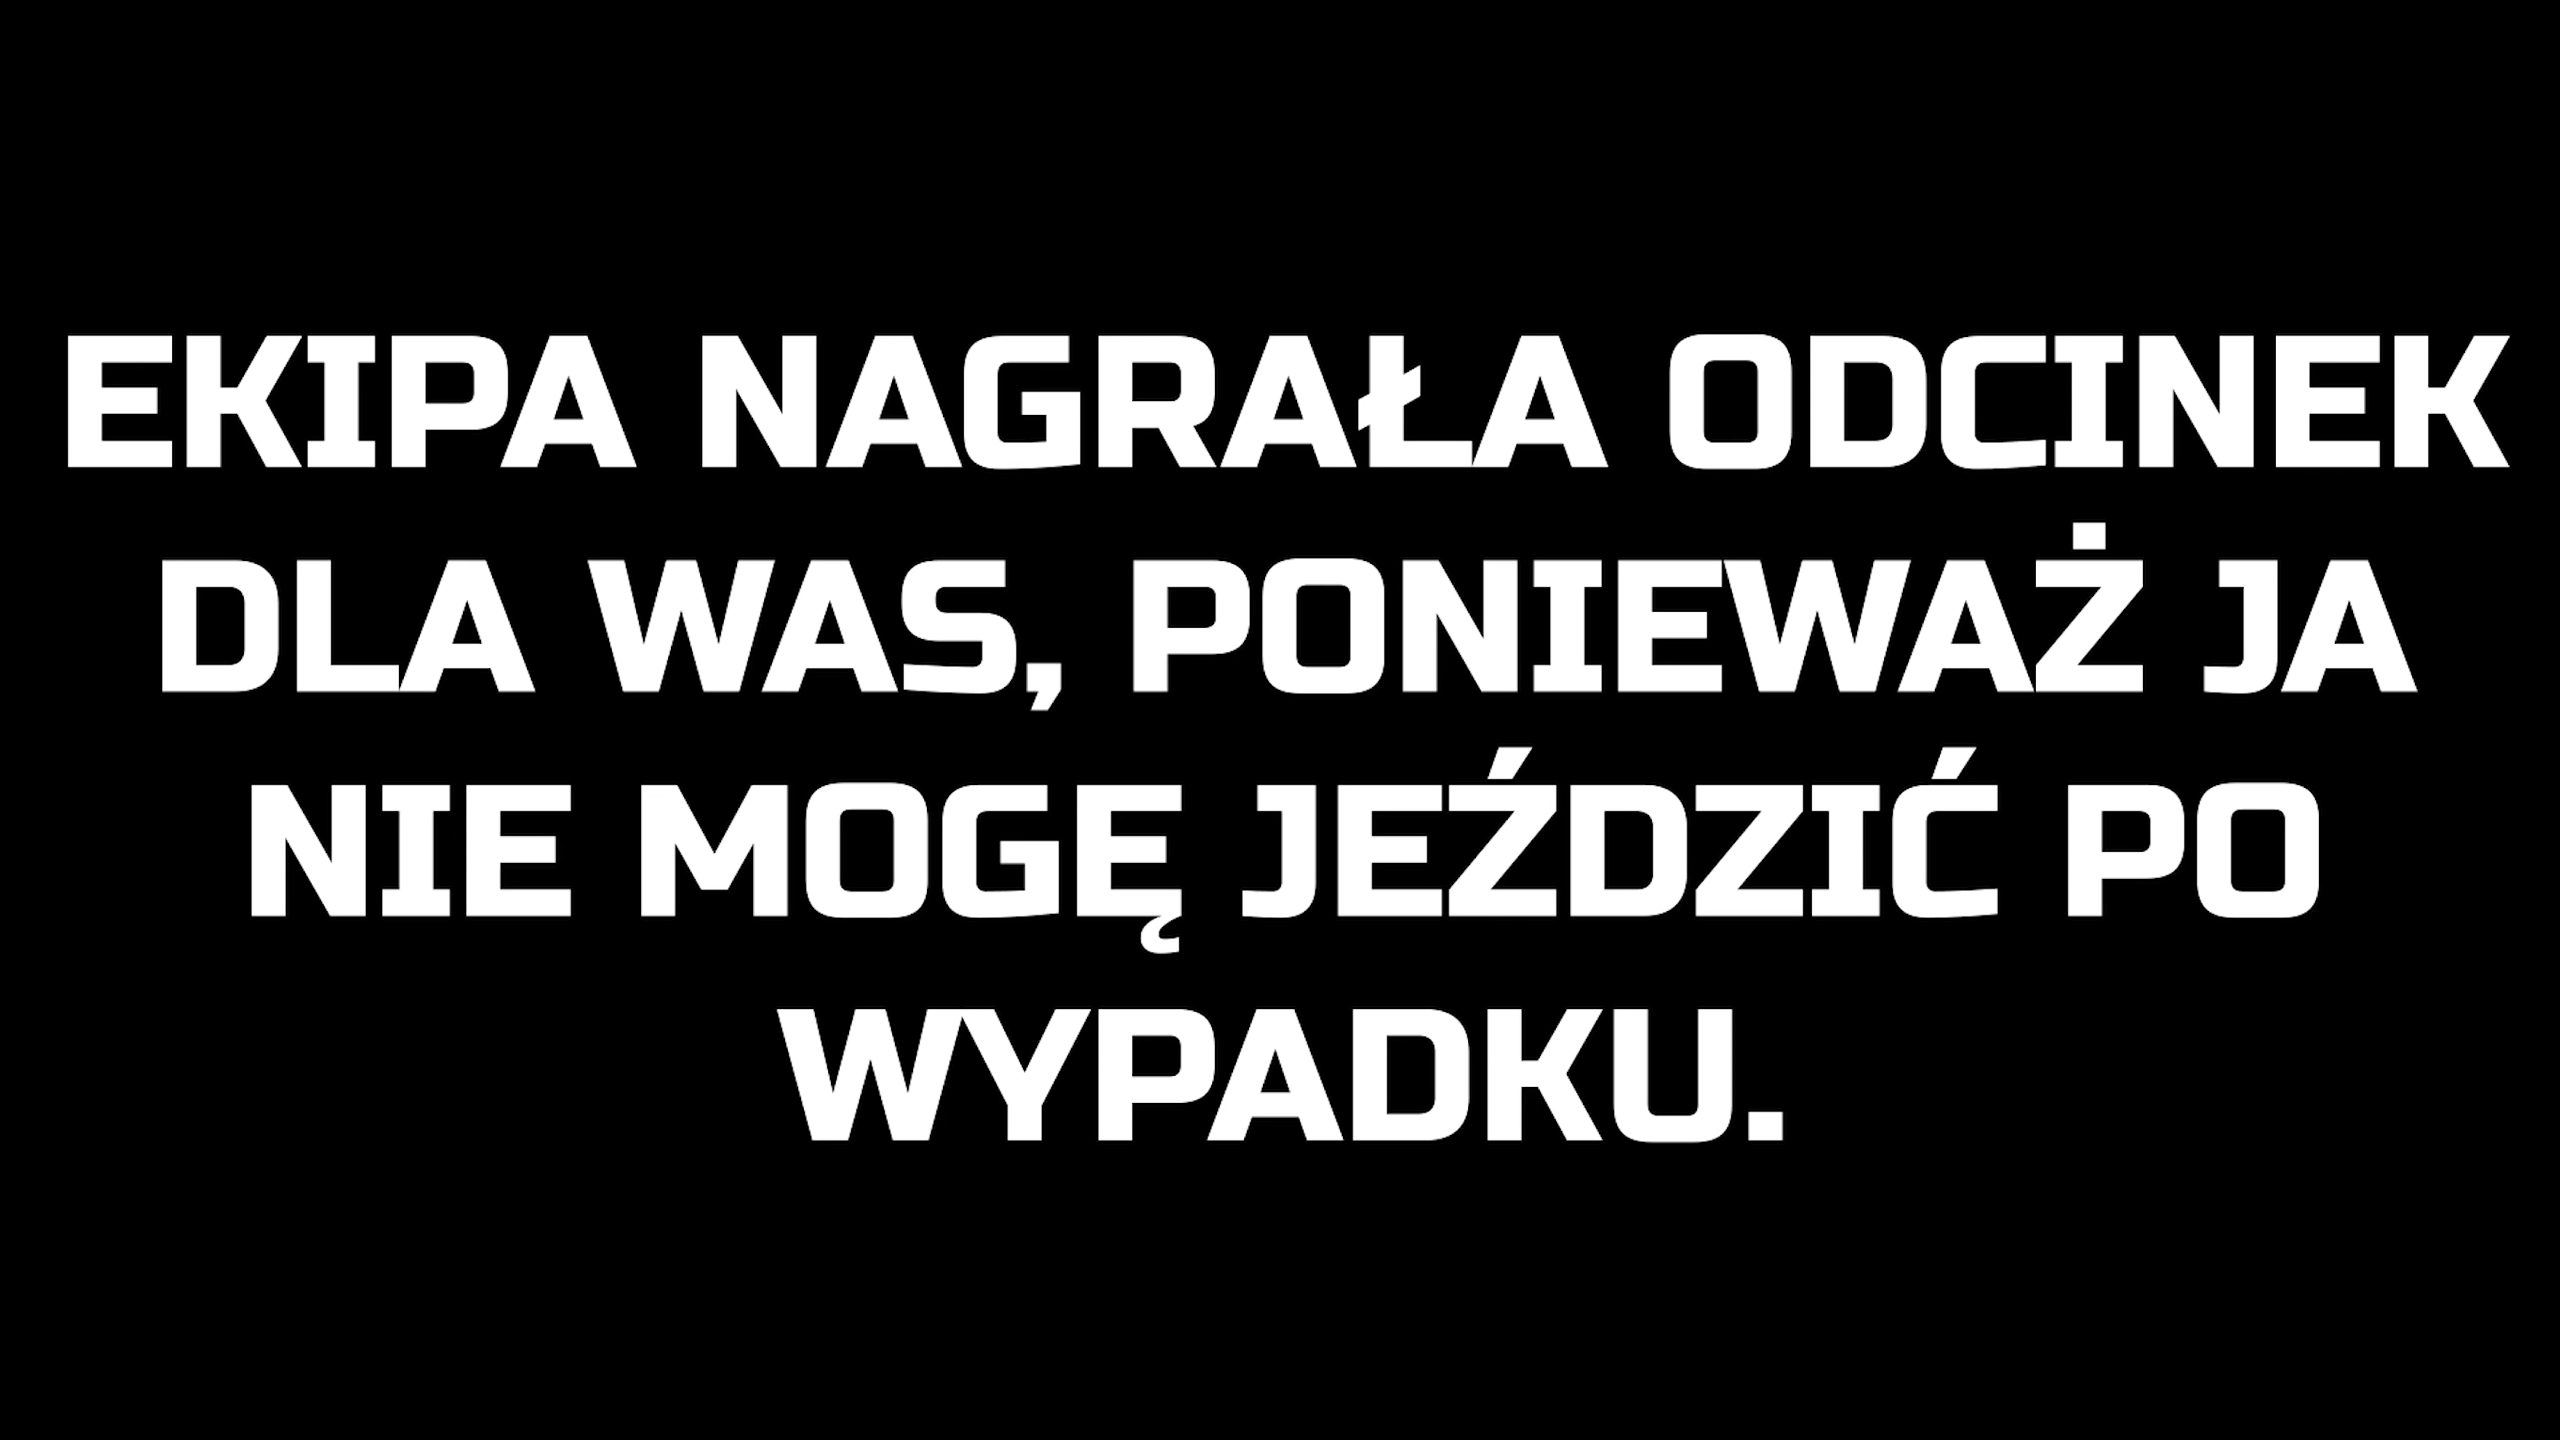 EKIPA NAGRAŁA ODCINEK
DLA WAS, PONIEWAŻ JA
NIE MOGĘ JEŹDZIĆ PO
WYPADKU.